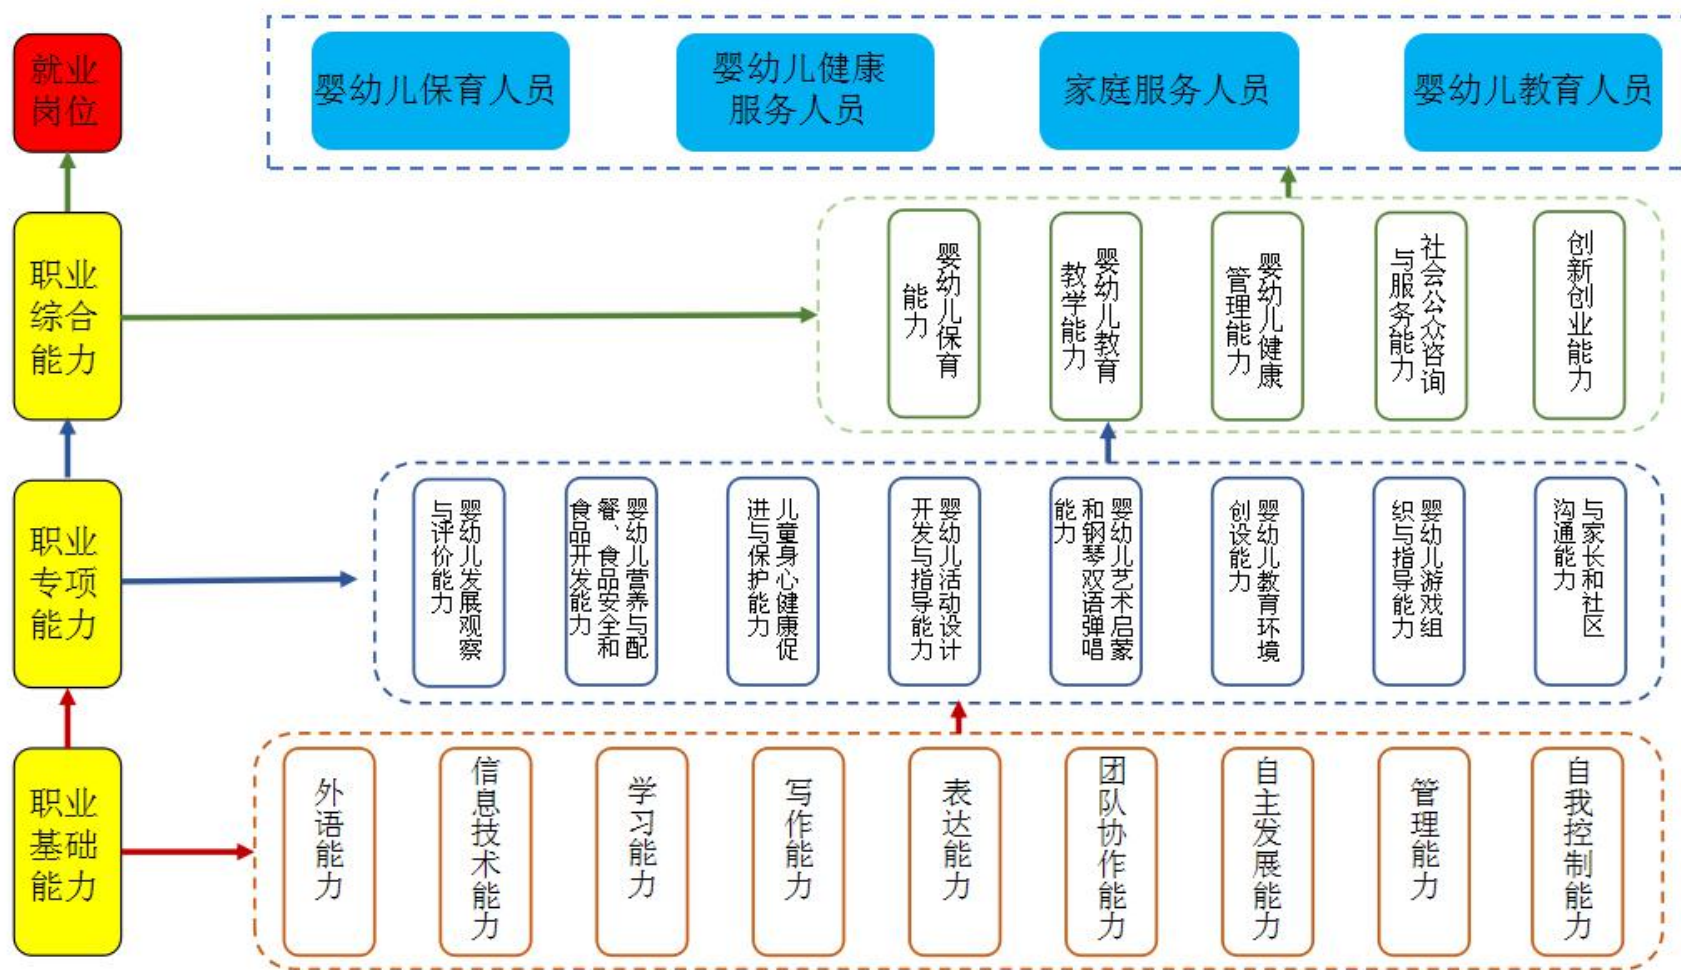 就业
岗位
婴幼儿保育人员
婴幼儿健康
服务人员
家庭服务人员
婴幼儿教育人员
职业
综合
能力
婴幼儿保育
能力
婴幼儿教育
教学能力
婴幼儿健康
管理能力
社会公众咨询
与服务能力
创新创业能力
职业
专项
能力
婴幼儿发展观察
与评价能力
婴幼儿营养与配
餐、食品安全和
食品开发能力
儿童身心健康促
进与保护能力
婴幼儿活动设计
开发与指导能力
婴幼儿艺术启蒙
和钢琴双语弹唱
能力
婴幼儿教育环境
创设能力
婴幼儿游戏组
织与指导能力
与家长和社区
沟通能力
职业
基础
能力
外语能力
信息技术能力
学习能力
写作能力
表达能力
团队协作能力
自主发展能力
管理能力
自我控制能力